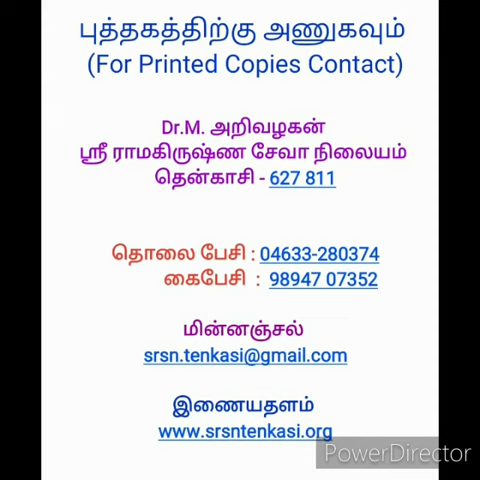 புத்தகத்திற்கு அணுகவும்
(For Printed Copies Contact)
Dr.M. அறிவழகன்
ஸ்ரீ ராமகிருஷ்ண சேவா நிலையம்
தென்காசி - 627 811
தொலை பேசி : 04633-280374
கைபேசி : 98947 07352
மின்னஞ்சல்
srsn.tenkasi@gmail.com
இணையதளம்
www.srsntenkasi.org
PowerDirector